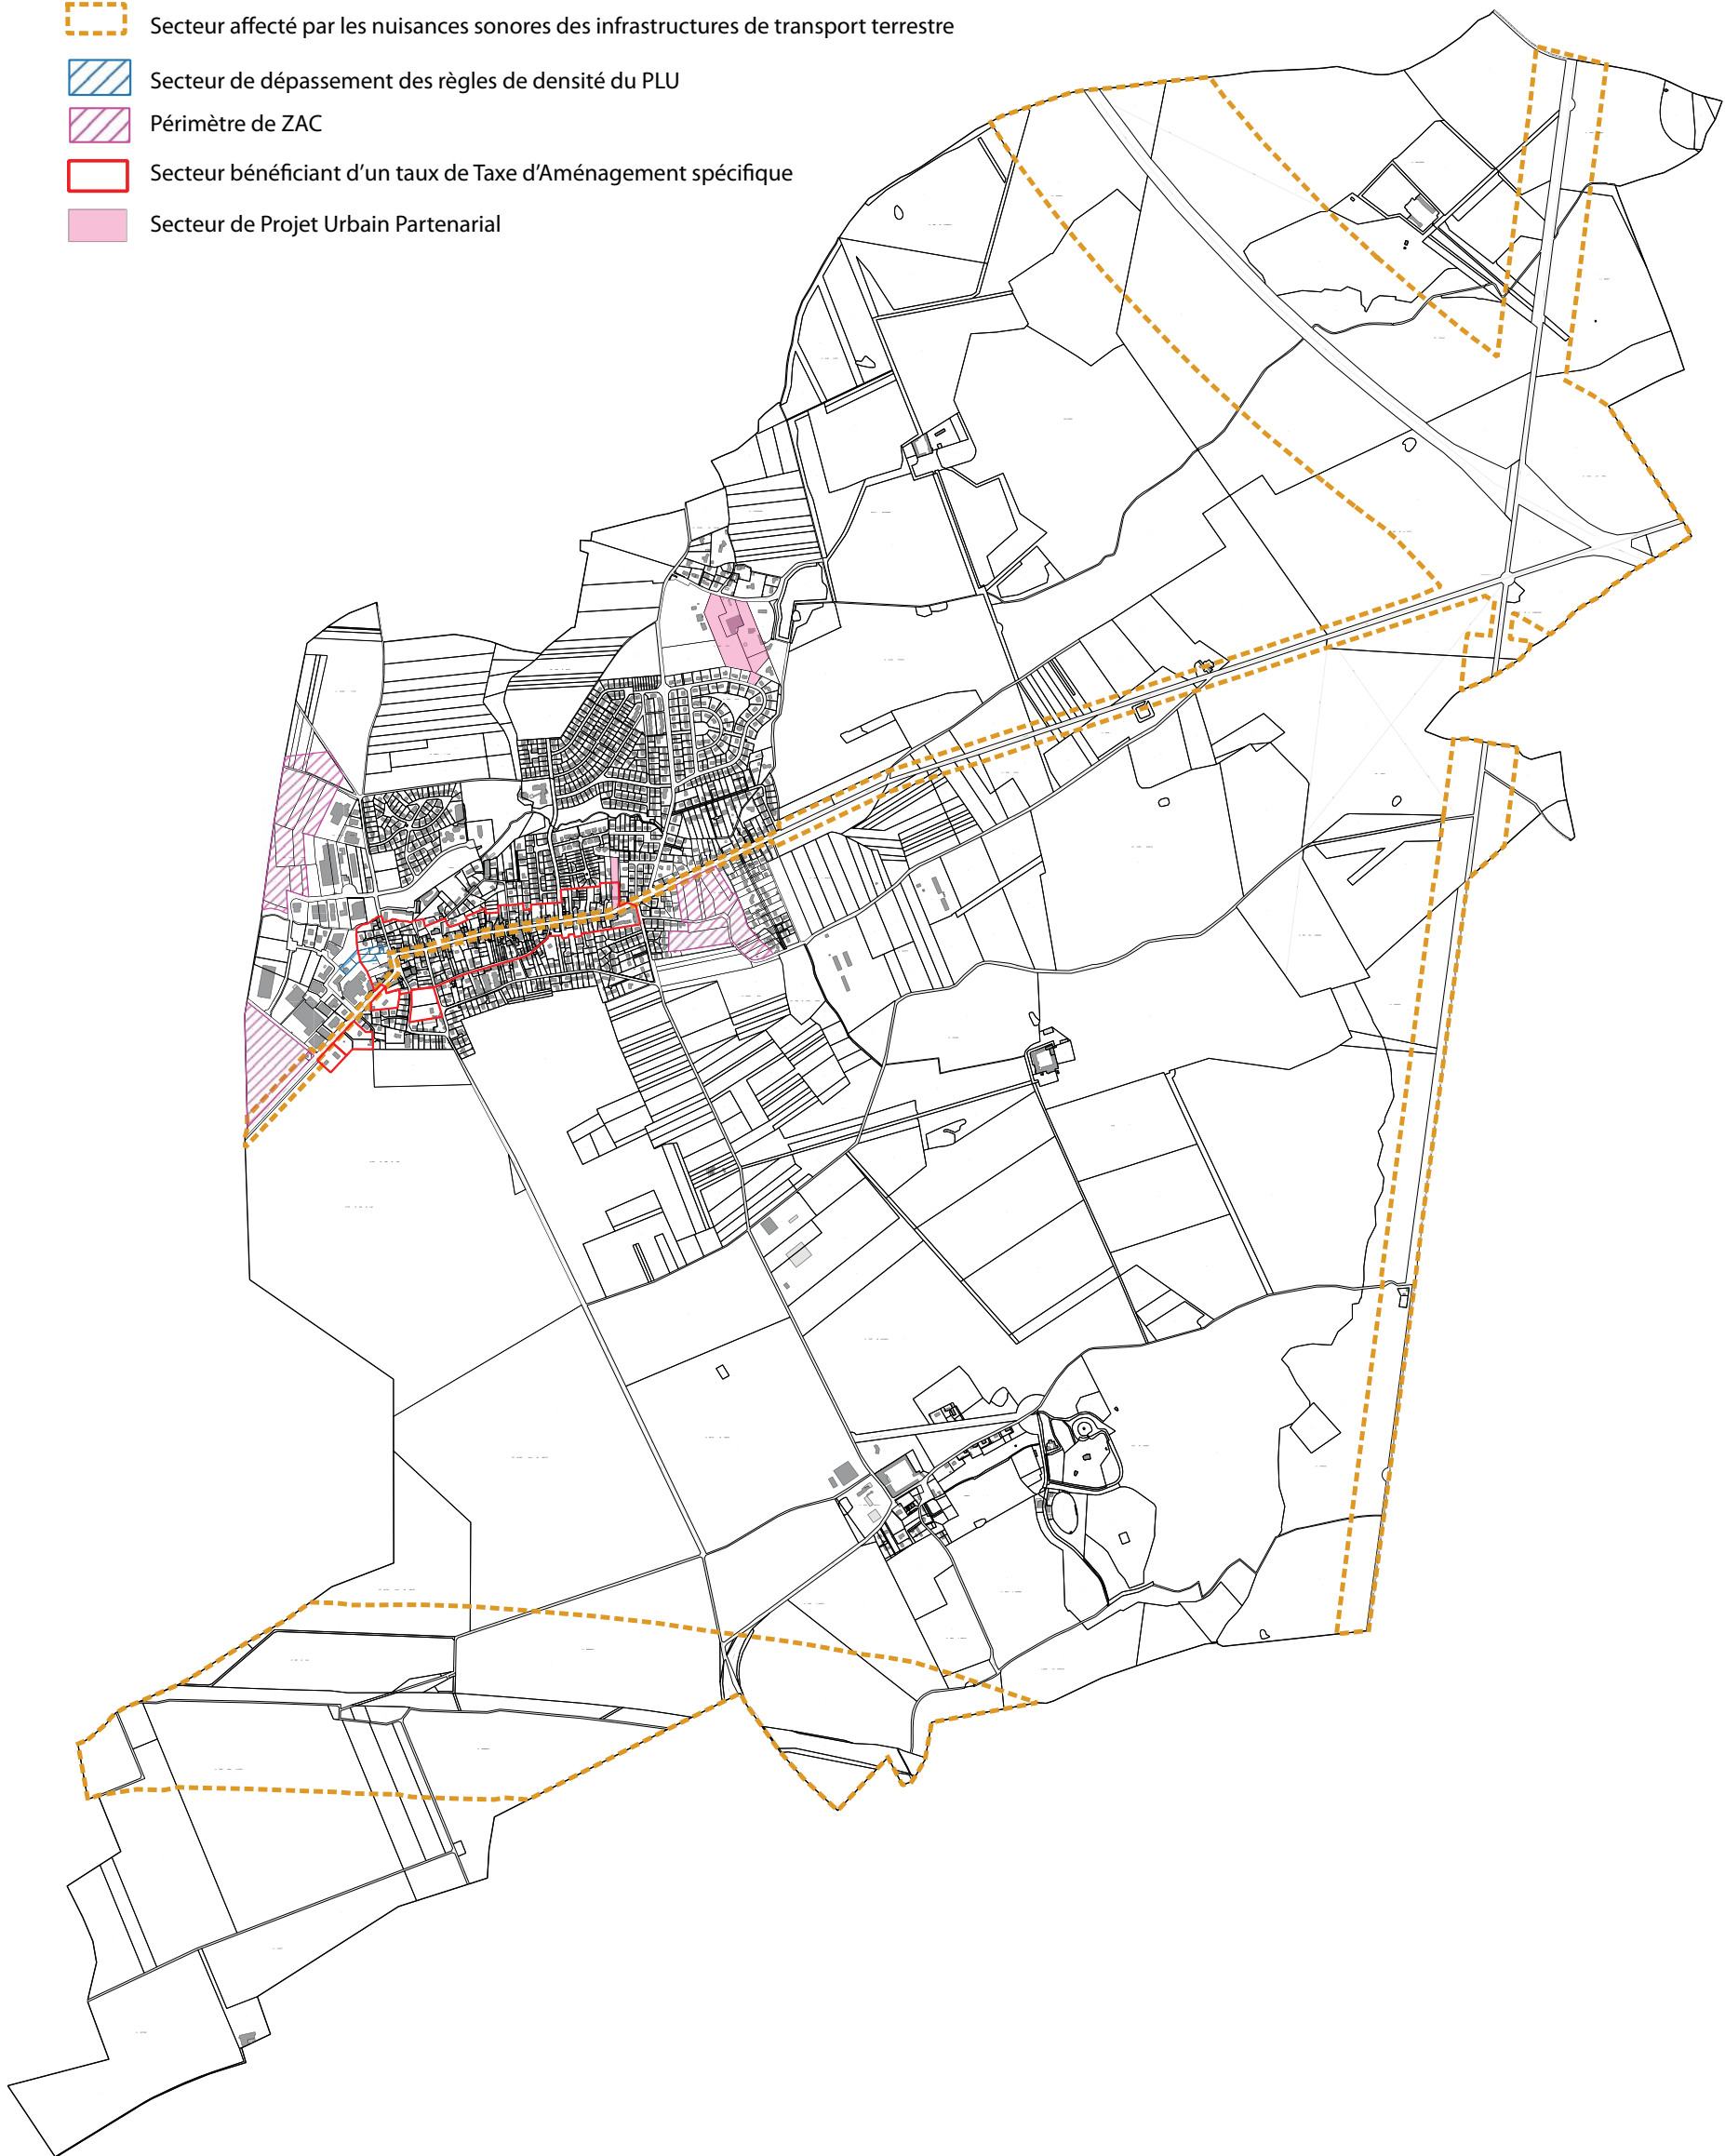 Secteur affecté par les nuisances sonores des infrastructures de transport terrestre
Secteur de dépassement des règles de densité du PLU
Périmètre de ZAC
Secteur bénéficiant d'un taux de Taxe d'Aménagement spécifique
Secteur de Projet Urbain Partenarial